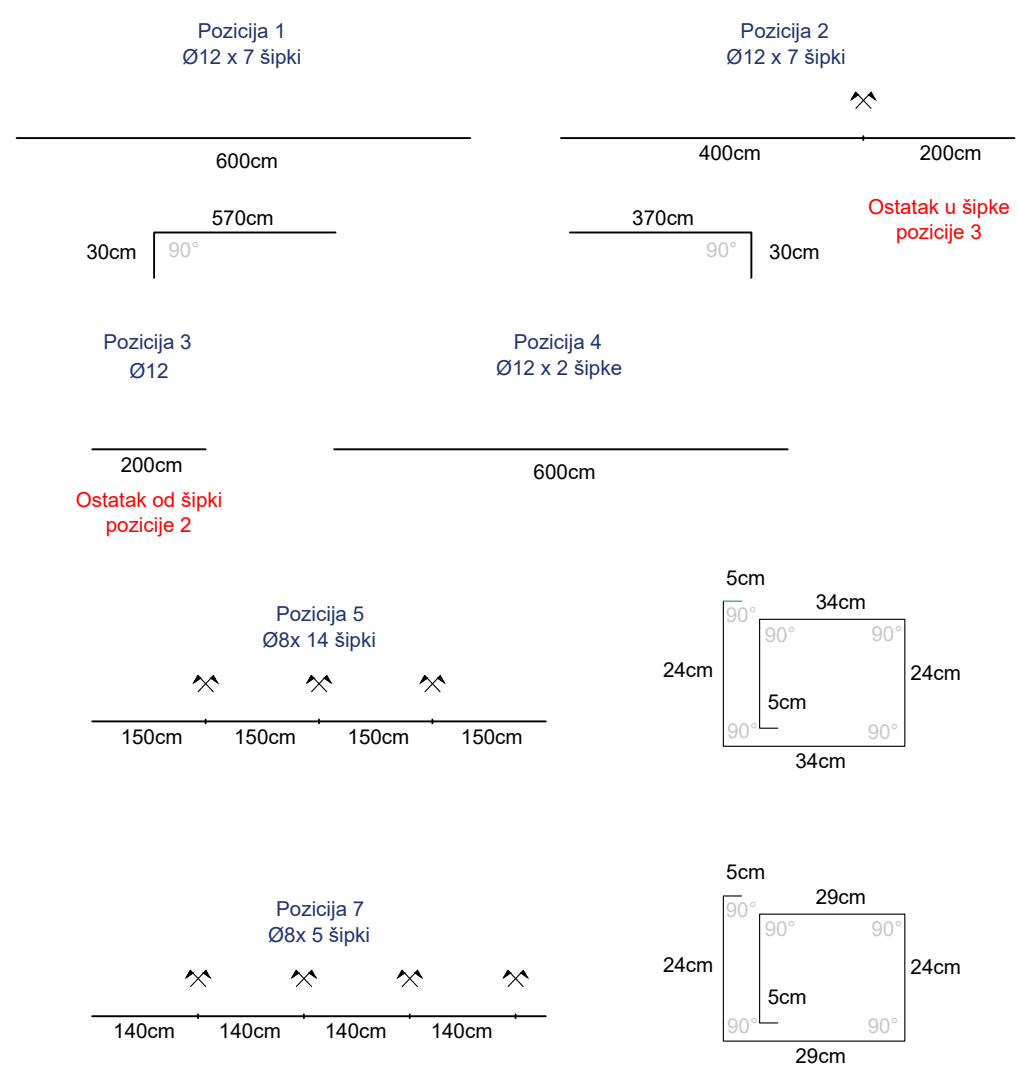 Pozicija 1
Ø12 x 7 šipki
600cm
570cm
30cm
90°
Pozicija 2
Ø12 x 7 šipki
400cm
200cm
Ostatak u šipke
pozicije 3
370cm
90°
30cm
Pozicija 3
Ø12
200cm
Ostatak od šipki
pozicije 2
Pozicija 4
Ø12 x 2 šipke
600cm
Pozicija 5
Ø8x 14 šipki
150cm
150cm
150cm
150cm
5cm
34cm
90°
90°
90°
24cm
24cm
5cm
90°
90°
34cm
Pozicija 7
Ø8x 5 šipki
140cm
140cm
140cm
140cm
5cm
29cm
90°
90°
90°
24cm
24cm
5cm
90°
90°
29cm